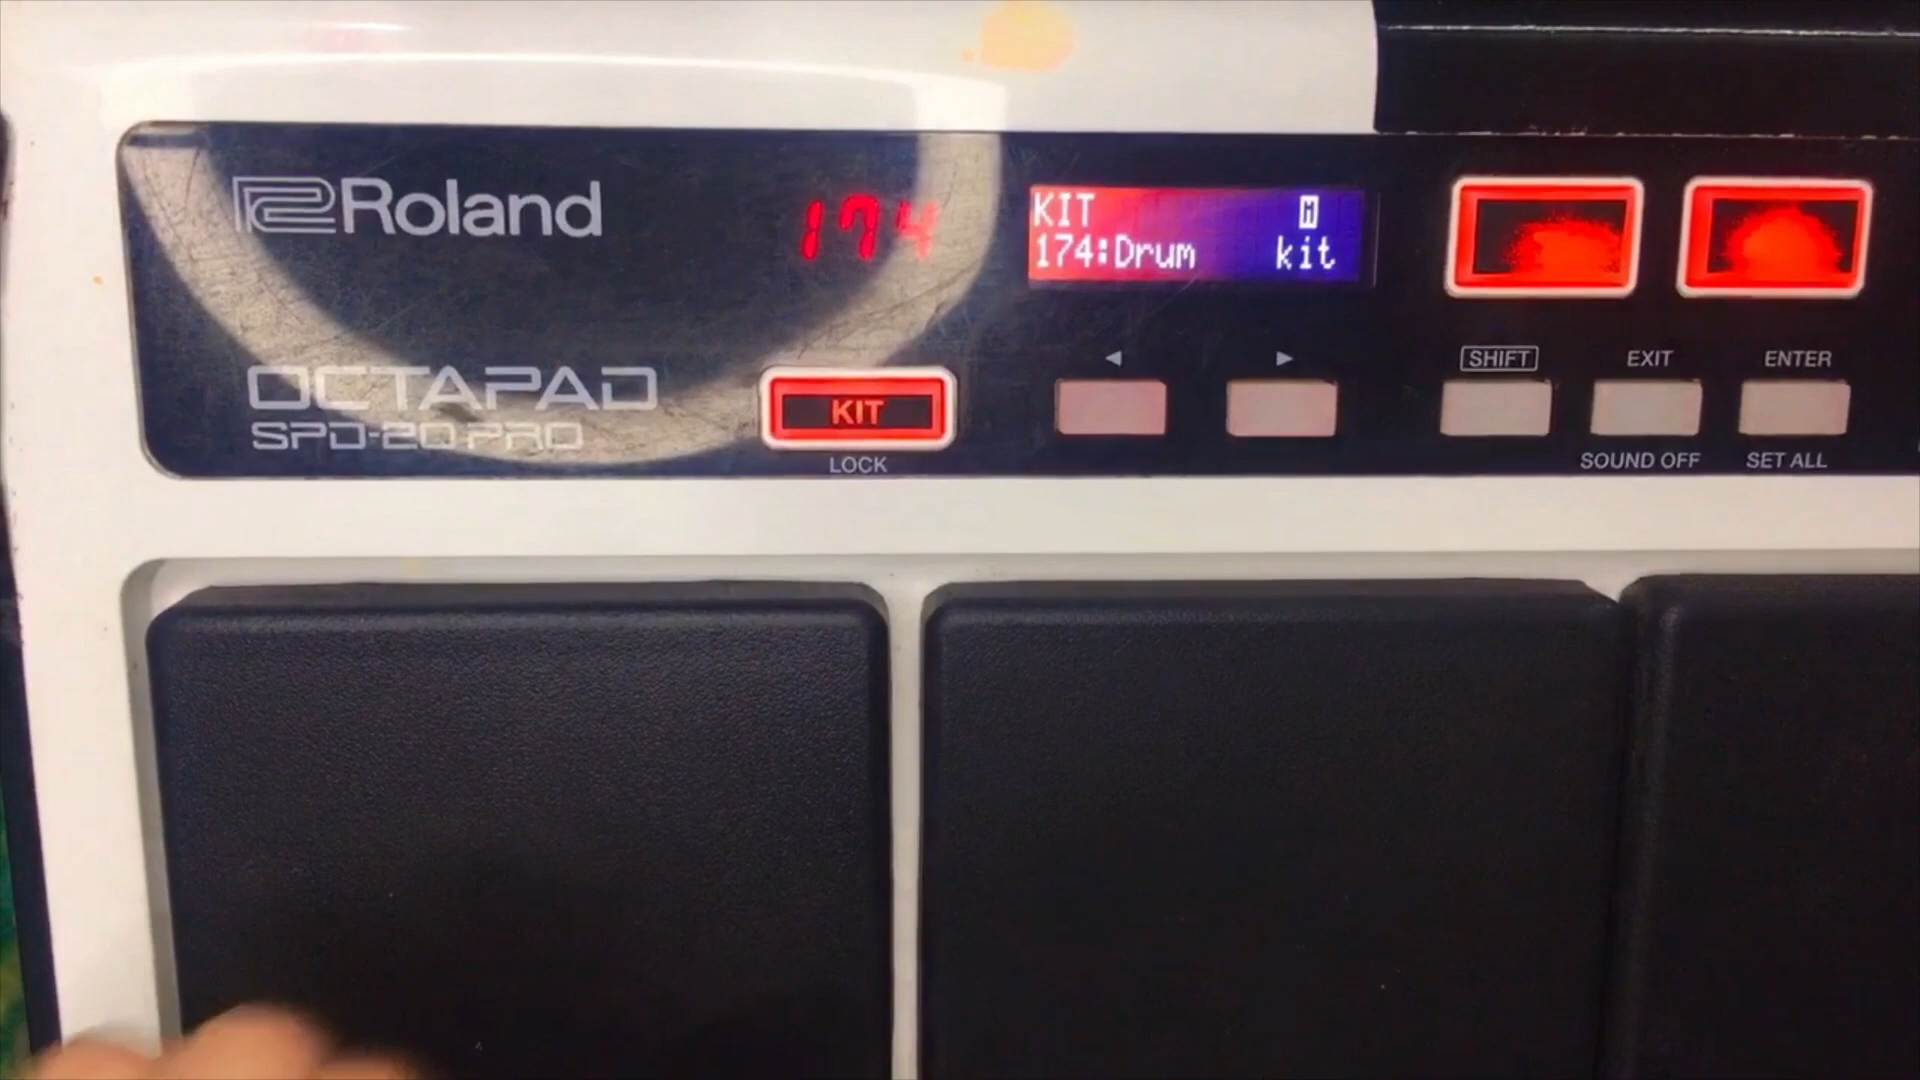 Roland
174
KIT M
174:Drum kit
◄ ► SHIFT EXIT ENTER
OCTAPAD
SPD-20 PRO
KIT
LOCK
SOUND OFF SET ALL